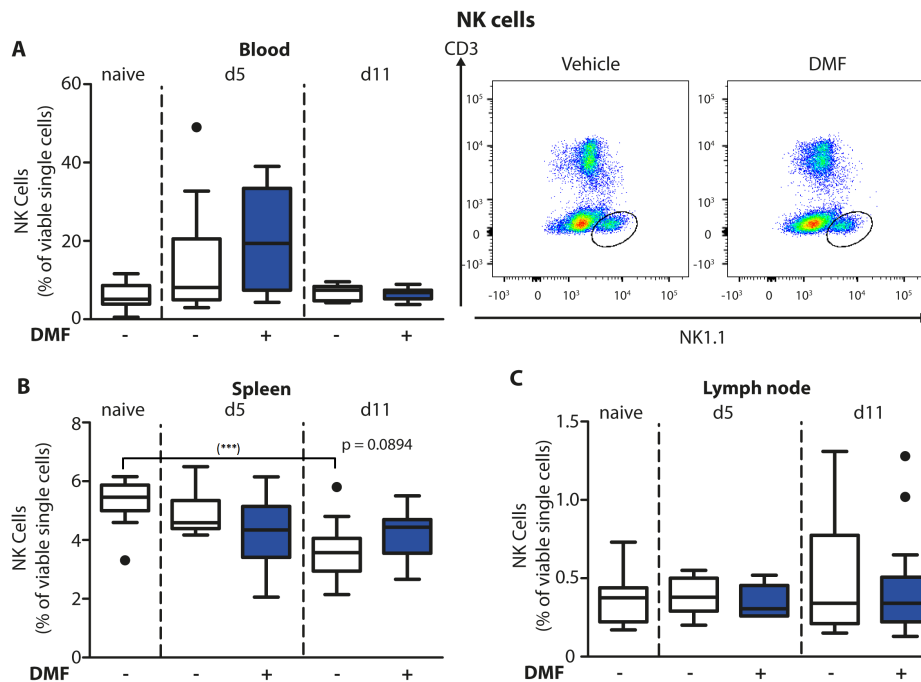 NK cells
A
Blood
naive d5 d11
NK Cells
(% of viable single cells)
60
40
20
0
DMF - - + - +
CD3
Vehicle DMF
10⁵
10⁴
10³
0
-10³
-10³ 0 10³ 10⁴ 10⁵
10⁵
10⁴
10³
0
-10³
-10³ 0 10³ 10⁴ 10⁵
NK1.1
B
Spleen
naive d5 d11
(***)
p = 0.0894
NK Cells
(% of viable single cells)
8
6
4
2
0
DMF - - + - +
C
Lymph node
naive d5 d11
NK Cells
(% of viable single cells)
1.5
1.0
0.5
0
DMF - - + - +